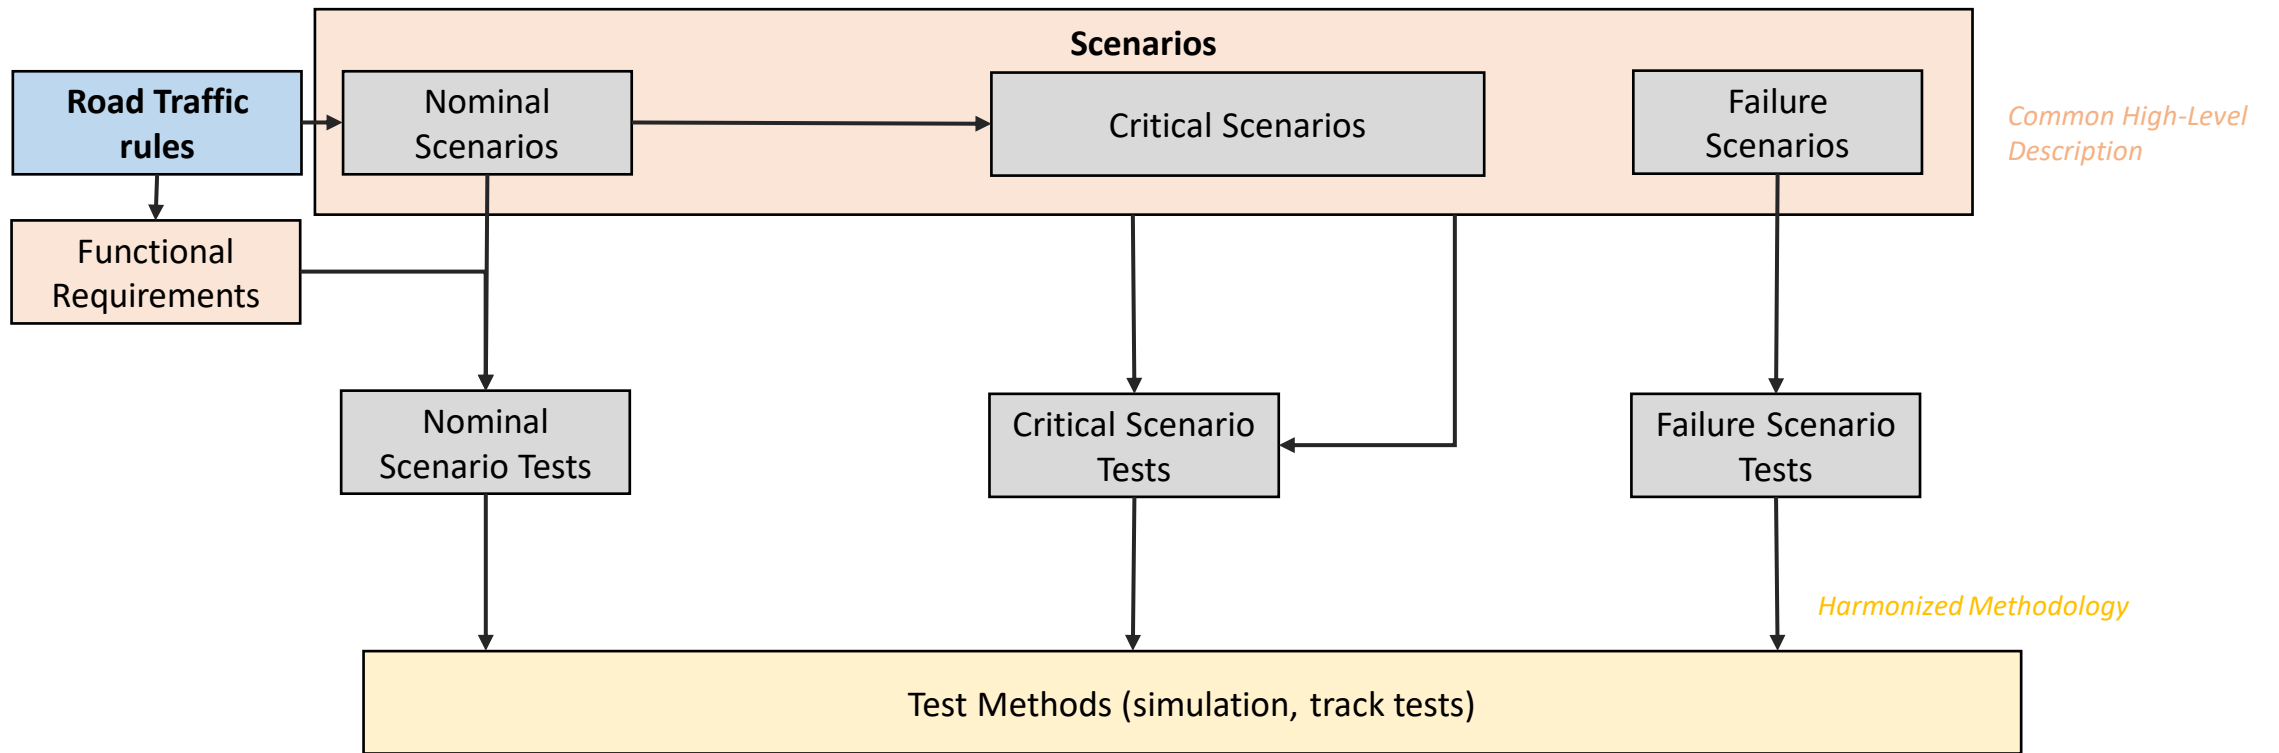 Scenarios
Road Traffic
rules
Nominal
Scenarios
Critical Scenarios
Failure
Scenarios
Common High-Level
Description
Functional
Requirements
Nominal
Scenario Tests
Critical Scenario
Tests
Failure Scenario
Tests
Harmonized Methodology
Test Methods (simulation, track tests)